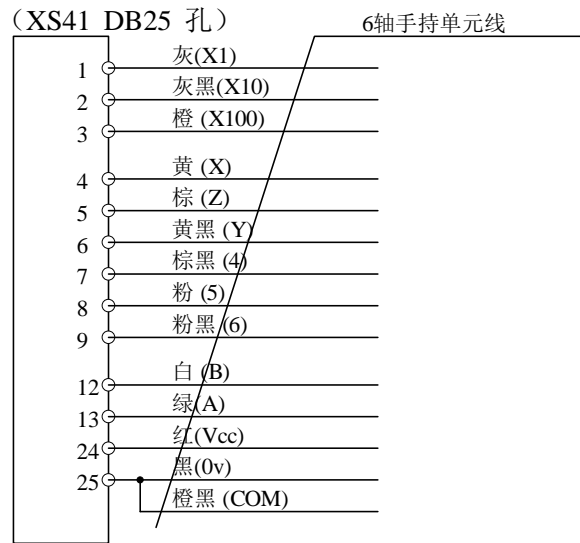 （XS41 DB25 孔）
6轴手持单元线
1 灰(X1)
2 灰黑(X10)
3 橙 (X100)
4 黄 (X)
5 棕 (Z)
6 黄黑 (Y)
7 棕黑 (4)
8 粉 (5)
9 粉黑 (6)
12 白 (B)
13 绿(A)
24 红(Vcc)
25 黑(0v)
橙黑 (COM)